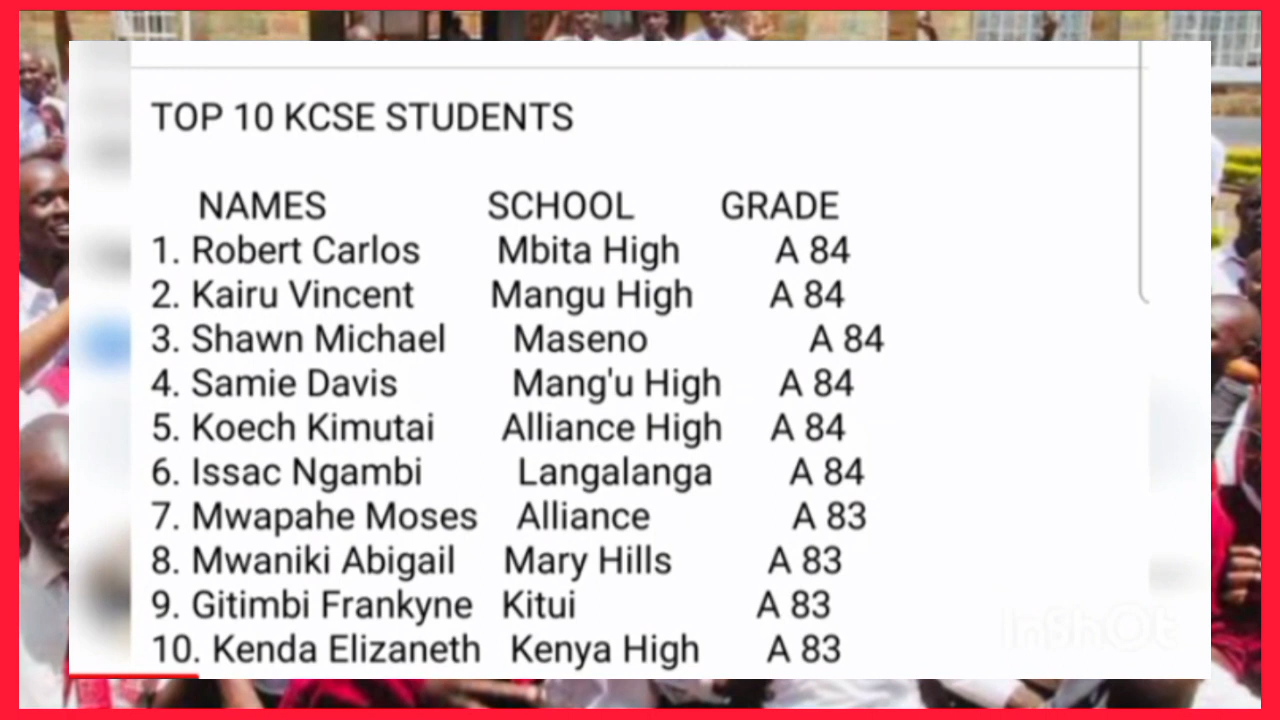 TOP 10 KCSE STUDENTS
NAMES SCHOOL GRADE
1. Robert Carlos Mbita High A 84
2. Kairu Vincent Mangu High A 84
3. Shawn Michael Maseno A 84
4. Samie Davis Mang'u High A 84
5. Koech Kimutai Alliance High A 84
6. Issac Ngambi Langalanga A 84
7. Mwapahe Moses Alliance A 83
8. Mwaniki Abigail Mary Hills A 83
9. Gitimbi Frankyne Kitui A 83
10. Kenda Elizaneth Kenya High A 83
InShOt